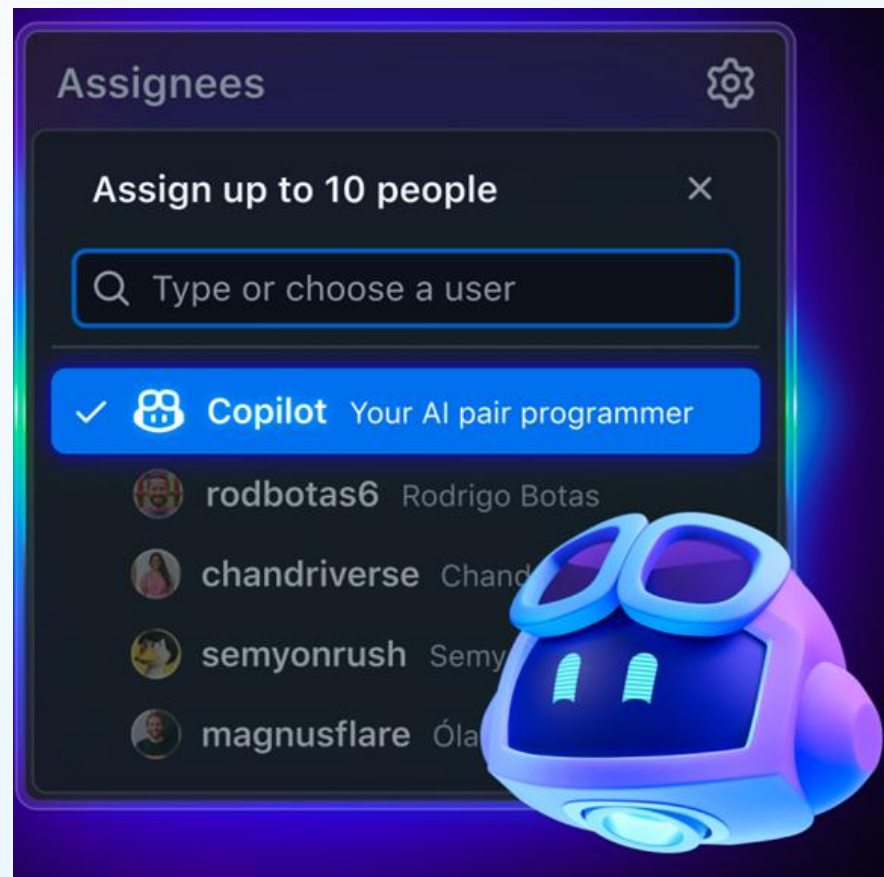 Assignees
Assign up to 10 people
Type or choose a user
Copilot Your AI pair programmer
rodbotas6 Rodrigo Botas
chandriverse
semyonrush
magnusflare